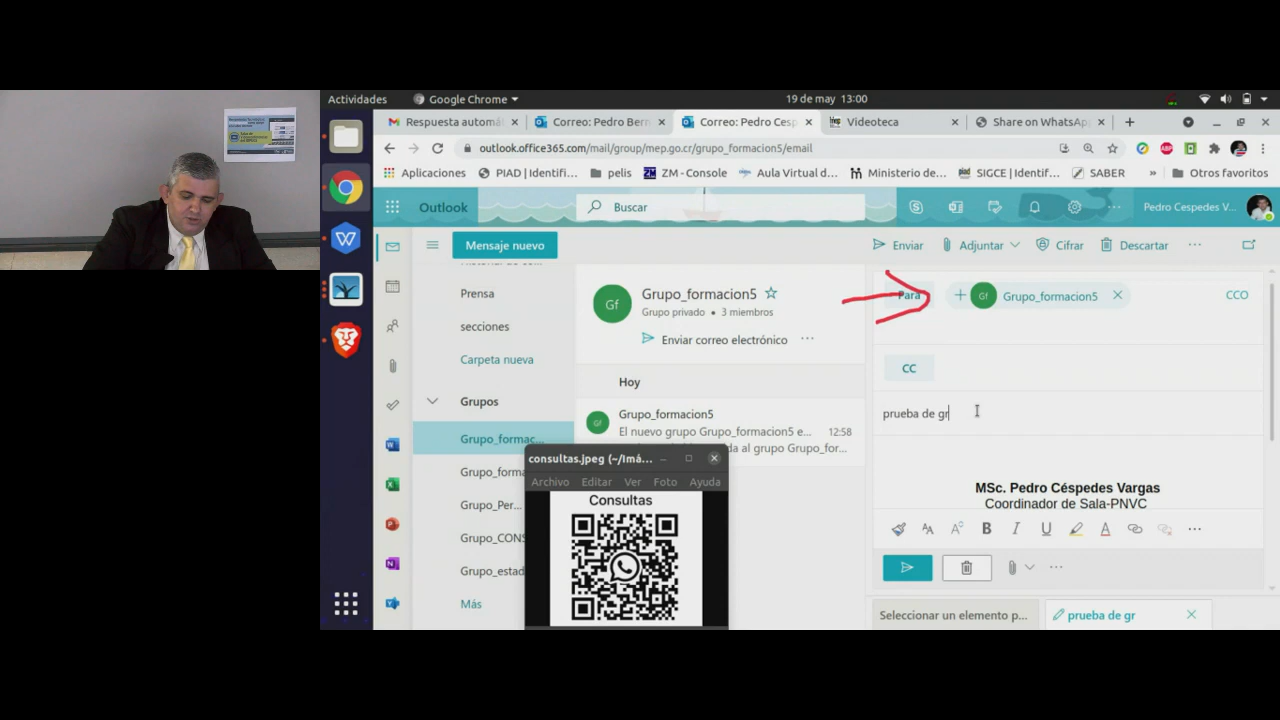 Actividades
Google Chrome
19 de may 13:00
Respuesta automá
Correo: Pedro Bern
Correo: Pedro Cesp
Videoteca
Share on WhatsAp
outlook.office365.com/mail/group/mep.go.cr/grupo_formacion5/email
Aplicaciones
PIAD | Identifi...
pelis
ZM - Console
Aula Virtual d...
Ministerio de...
SIGCE | Identif...
SABER
»
Otros favoritos
Outlook
Buscar
Pedro Cespedes V...
Mensaje nuevo
Enviar
Adjuntar
Cifrar
Descartar
Prensa
secciones
Carpeta nueva
Grupos
Grupo_formac...
Grupo_forma
Grupo_Per...
Grupo_CONS
Grupo_estad
Más
Gf
Grupo_formacion5
Grupo privado • 3 miembros
Enviar correo electrónico
Hoy
Gf
Grupo_formacion5
El nuevo grupo Grupo_formacion5 e...
12:58
da al grupo Grupo_for...
consultas.jpeg (~/Imá...
Archivo Editar Ver Foto Ayuda
Consultas
Para
Gf
Grupo_formacion5
CCO
CC
prueba de gr
MSc. Pedro Céspedes Vargas
Coordinador de Sala-PNVC
Seleccionar un elemento p...
prueba de gr